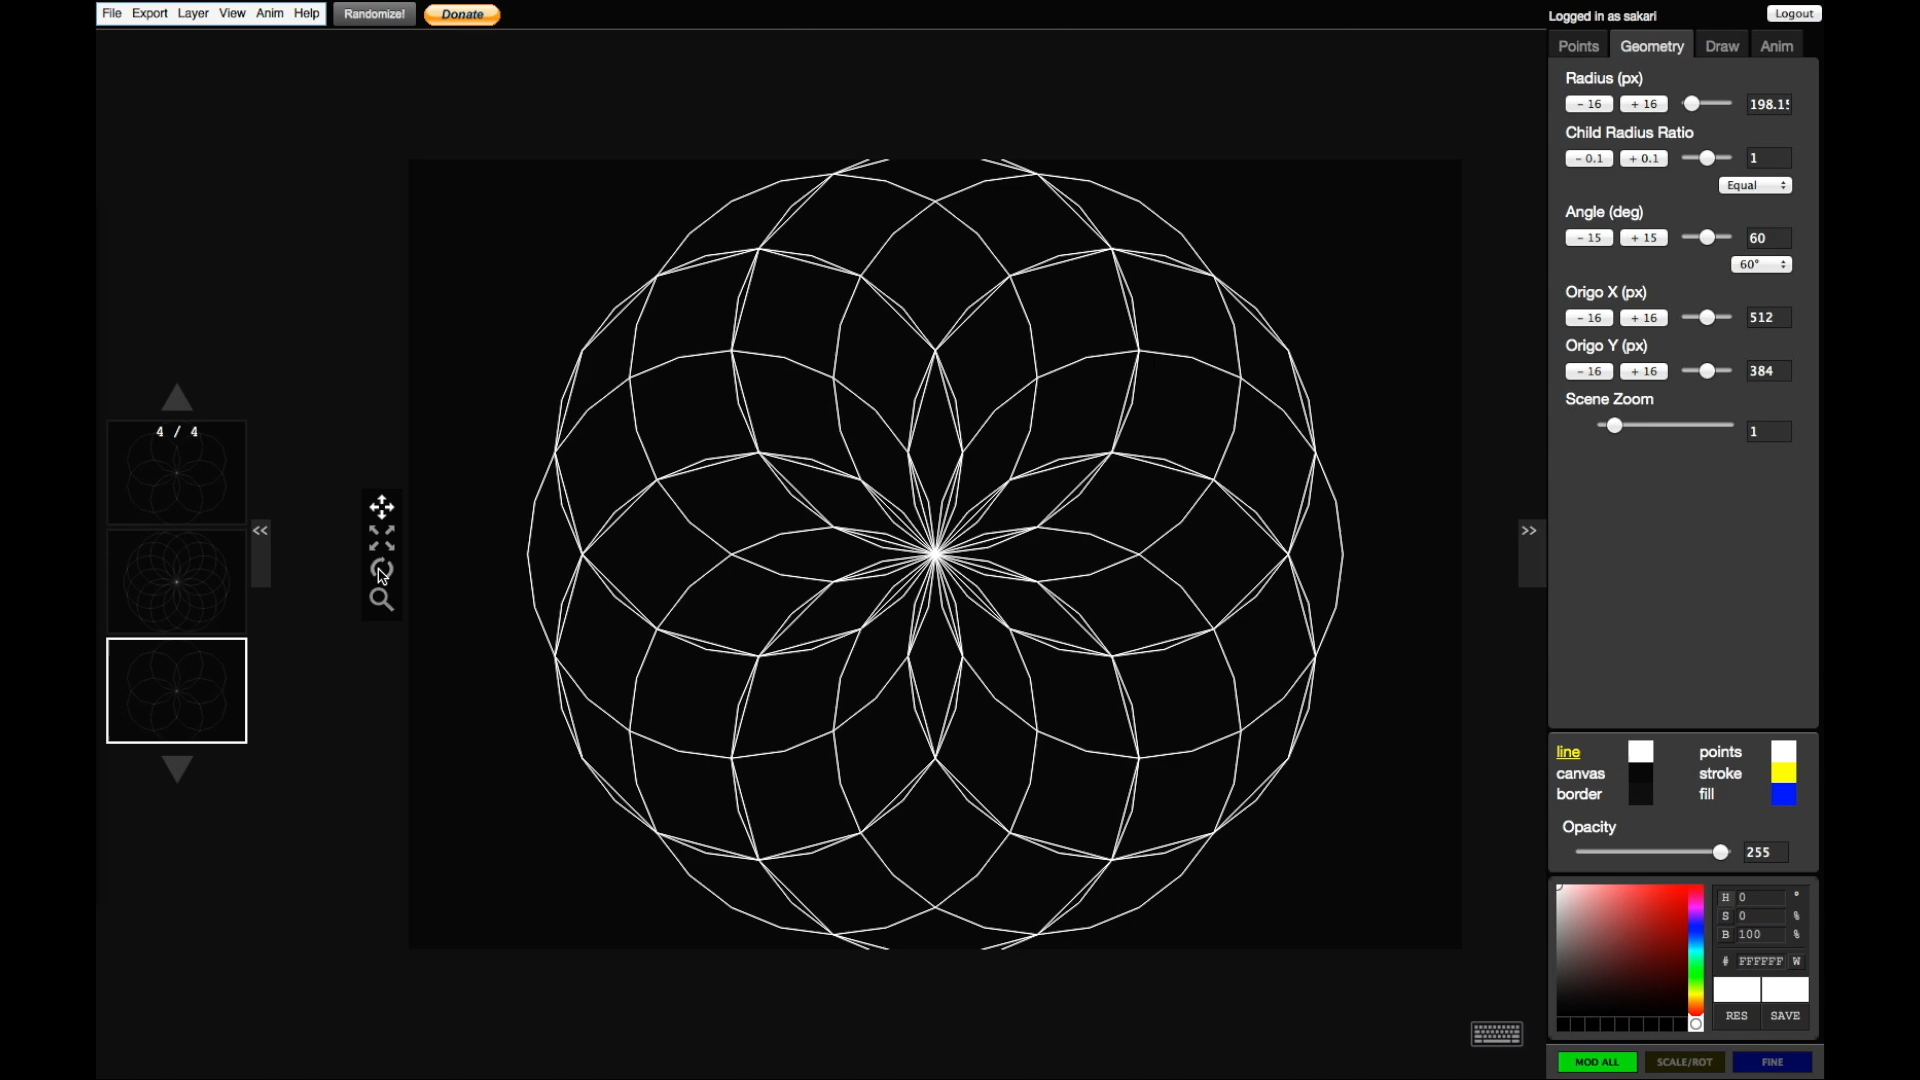 File Export Layer View Anim Help Randomize! Donate
Logged in as sakari Logout
Points Geometry Draw Anim
Radius (px)
- 16 + 16 198.15
Child Radius Ratio
- 0.1 + 0.1 1
Equal
Angle (deg)
- 15 + 15 60
60°
Origo X (px)
- 16 + 16 512
Origo Y (px)
- 16 + 16 384
Scene Zoom
1
4 / 4
<<
>>
line points
canvas stroke
border fill
Opacity
255
H 0 °
S 0 %
B 100 %
# FFFFFF W
RES SAVE
MOD ALL SCALE/ROT FINE